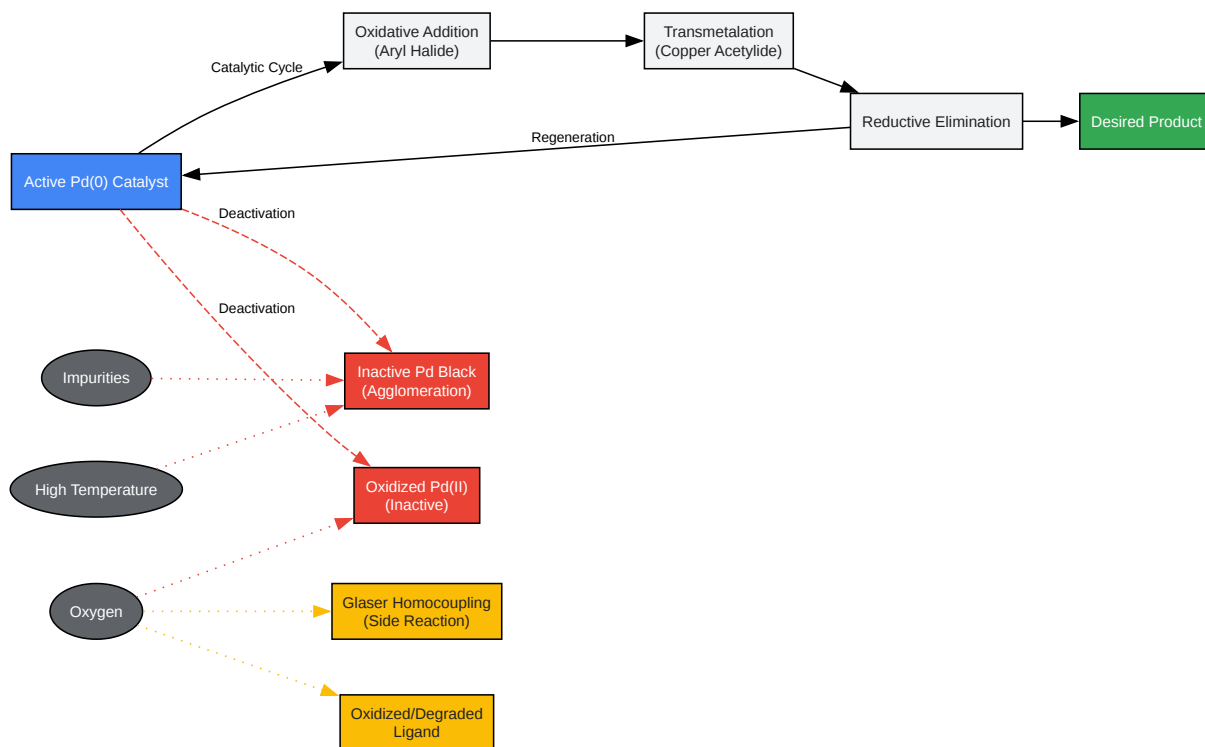 Oxidative Addition
(Aryl Halide)
Transmetalation
(Copper Acetylide)
Catalytic Cycle
Reductive Elimination
Desired Product
Regeneration
Active Pd(0) Catalyst
Deactivation
Deactivation
Impurities
Inactive Pd Black
(Agglomeration)
High Temperature
Oxidized Pd(II)
(Inactive)
Oxygen
Glaser Homocoupling
(Side Reaction)
Oxidized/Degraded
Ligand